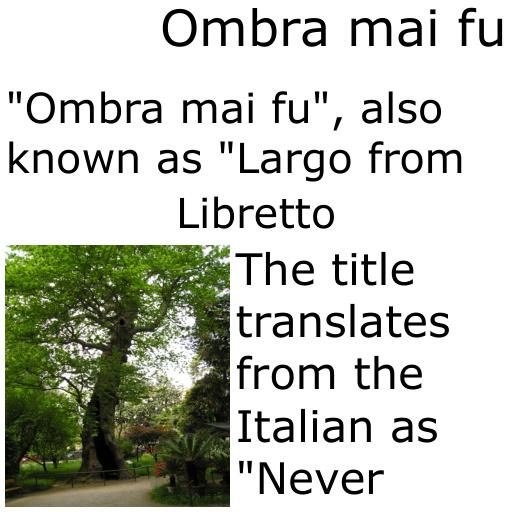 Ombra mai fu
"Ombra mai fu", also
known as "Largo from
Libretto
The title
translates
from the
Italian as
"Never